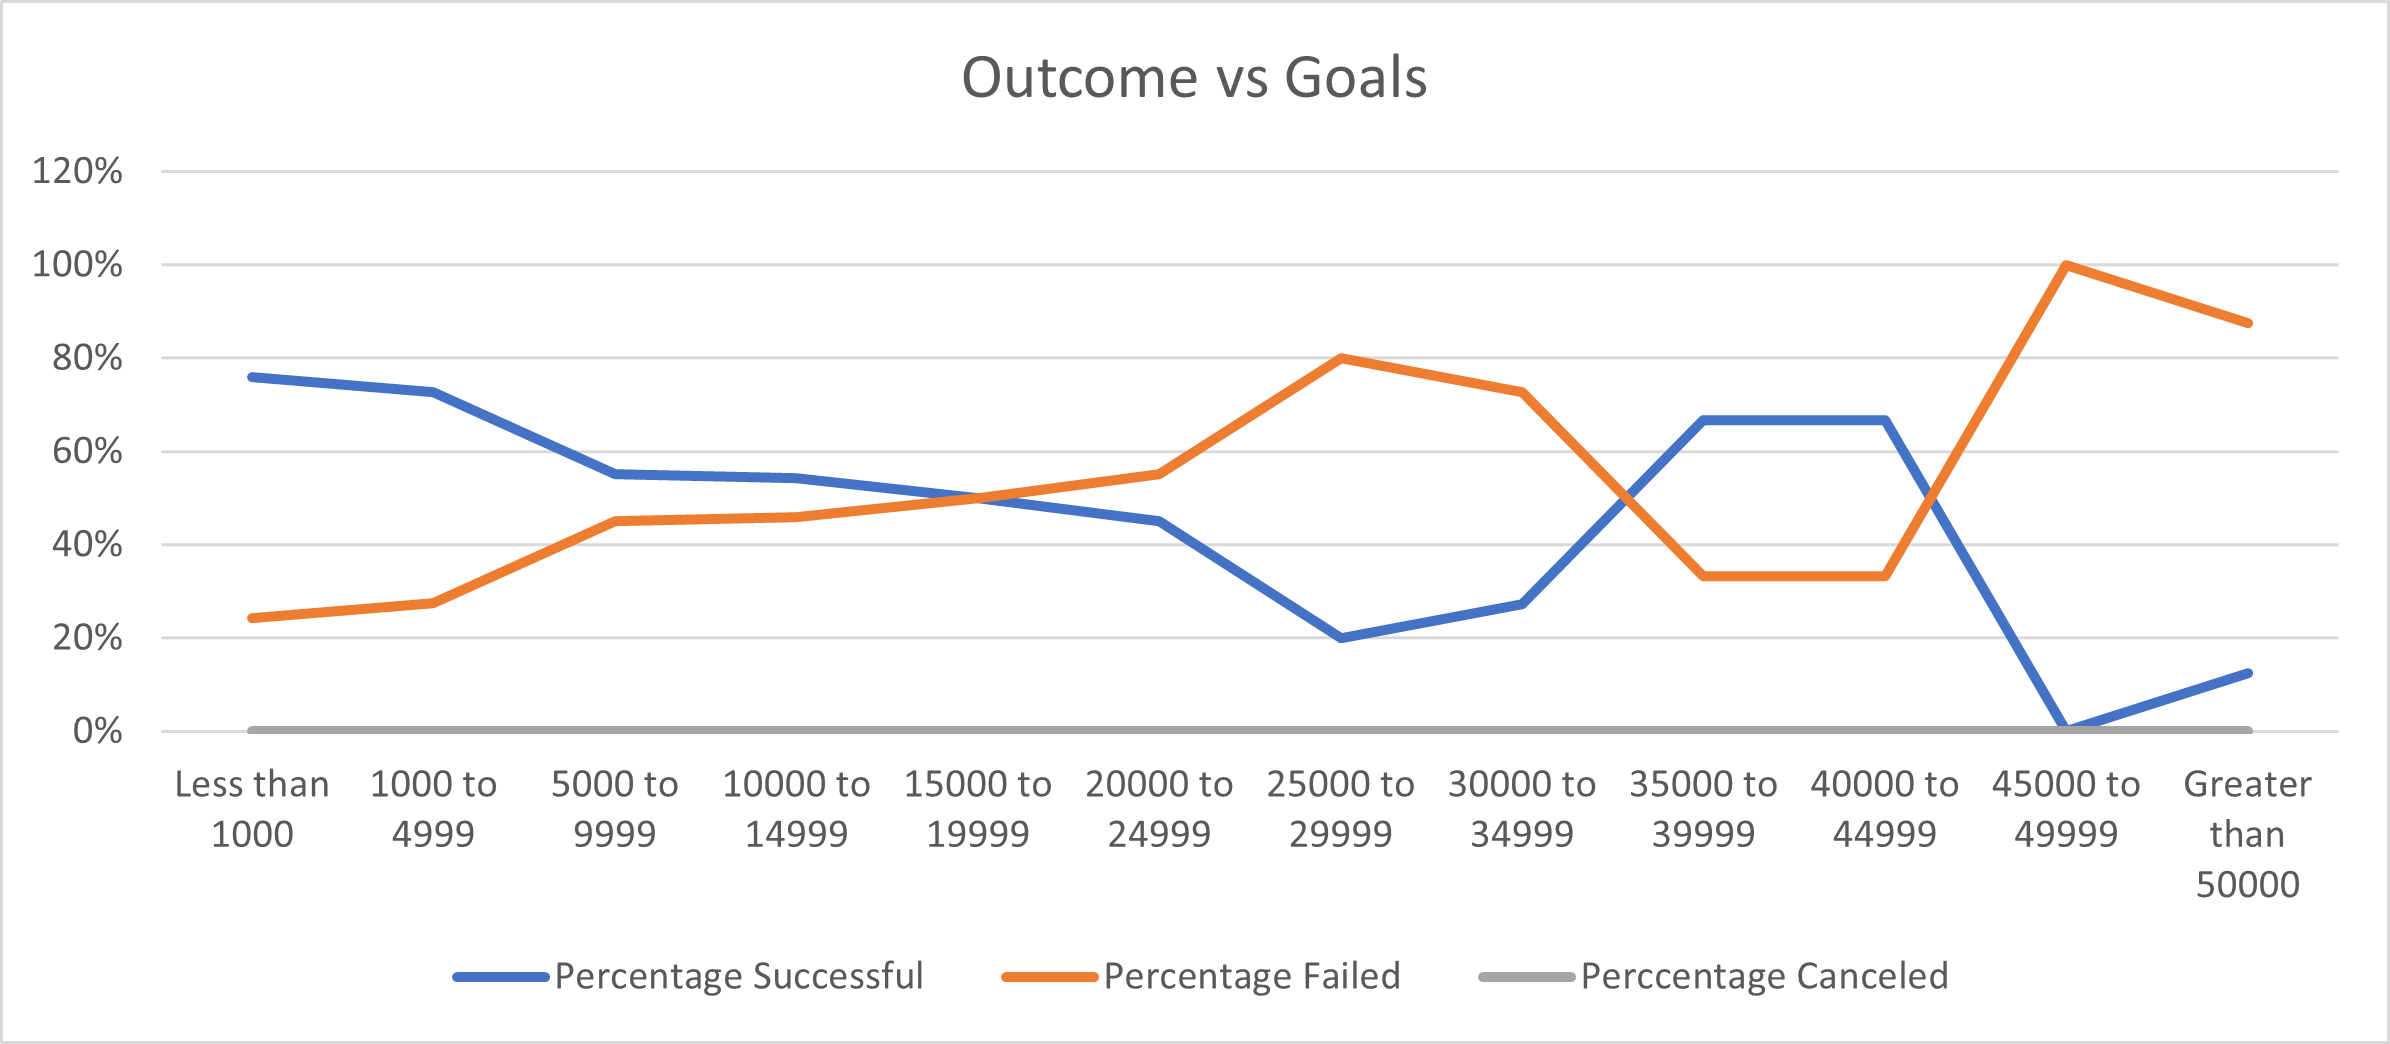 Outcome vs Goals
120%
100%
80%
60%
40%
20%
0%
Less than
1000
1000 to
4999
5000 to
9999
10000 to
14999
15000 to
19999
20000 to
24999
25000 to
29999
30000 to
34999
35000 to
39999
40000 to
44999
45000 to
49999
Greater
than
50000
Percentage Successful
Percentage Failed
Perccentage Canceled